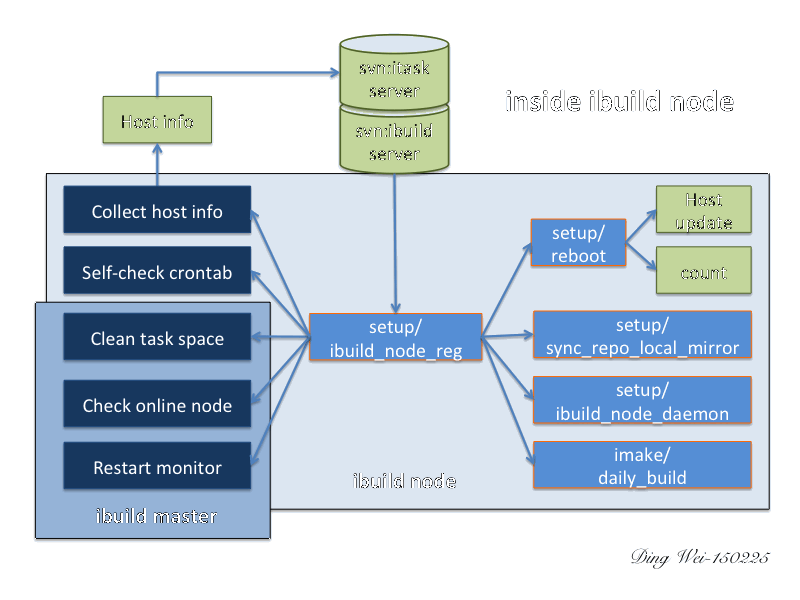 svn:itask
server
inside ibuild node
Host info
svn:ibuild
server
Collect host info
Host
update
setup/
reboot
Self-check crontab
count
Clean task space
setup/
ibuild_node_reg
setup/
sync_repo_local_mirror
Check online node
setup/
ibuild_node_daemon
Restart monitor
imake/
daily_build
ibuild node
ibuild master
Ding Wei-150225